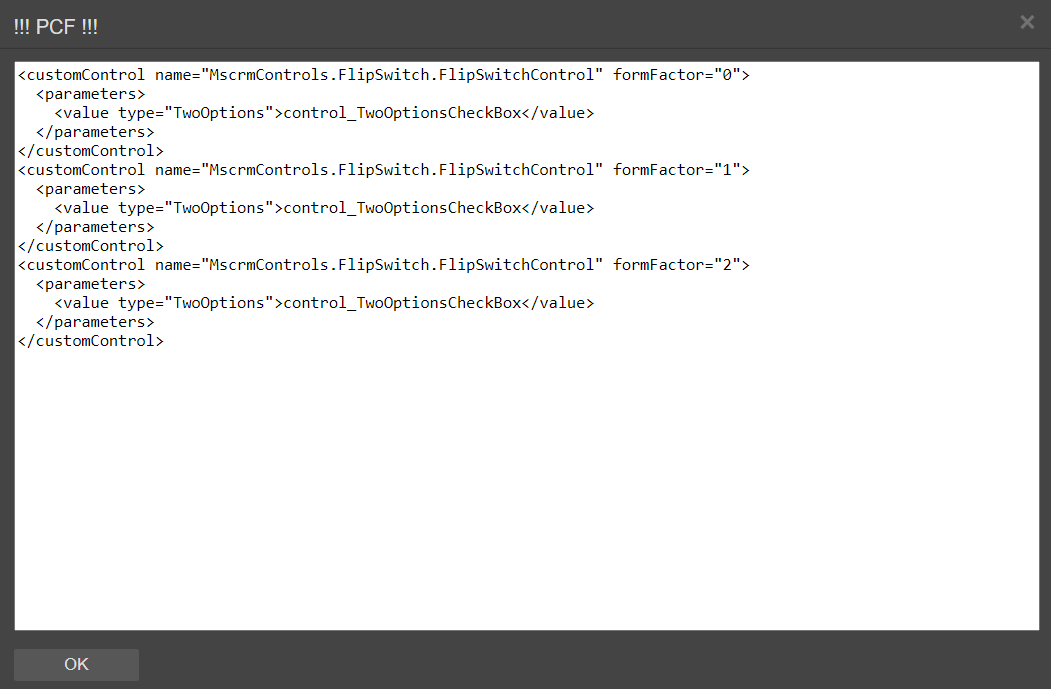 !!! PCF !!!
×
<customControl name="MscrmControls.FlipSwitch.FlipSwitchControl" formFactor="0">
  <parameters>
    <value type="TwoOptions">control_TwoOptionsCheckBox</value>
  </parameters>
</customControl>
<customControl name="MscrmControls.FlipSwitch.FlipSwitchControl" formFactor="1">
  <parameters>
    <value type="TwoOptions">control_TwoOptionsCheckBox</value>
  </parameters>
</customControl>
<customControl name="MscrmControls.FlipSwitch.FlipSwitchControl" formFactor="2">
  <parameters>
    <value type="TwoOptions">control_TwoOptionsCheckBox</value>
  </parameters>
</customControl>
OK